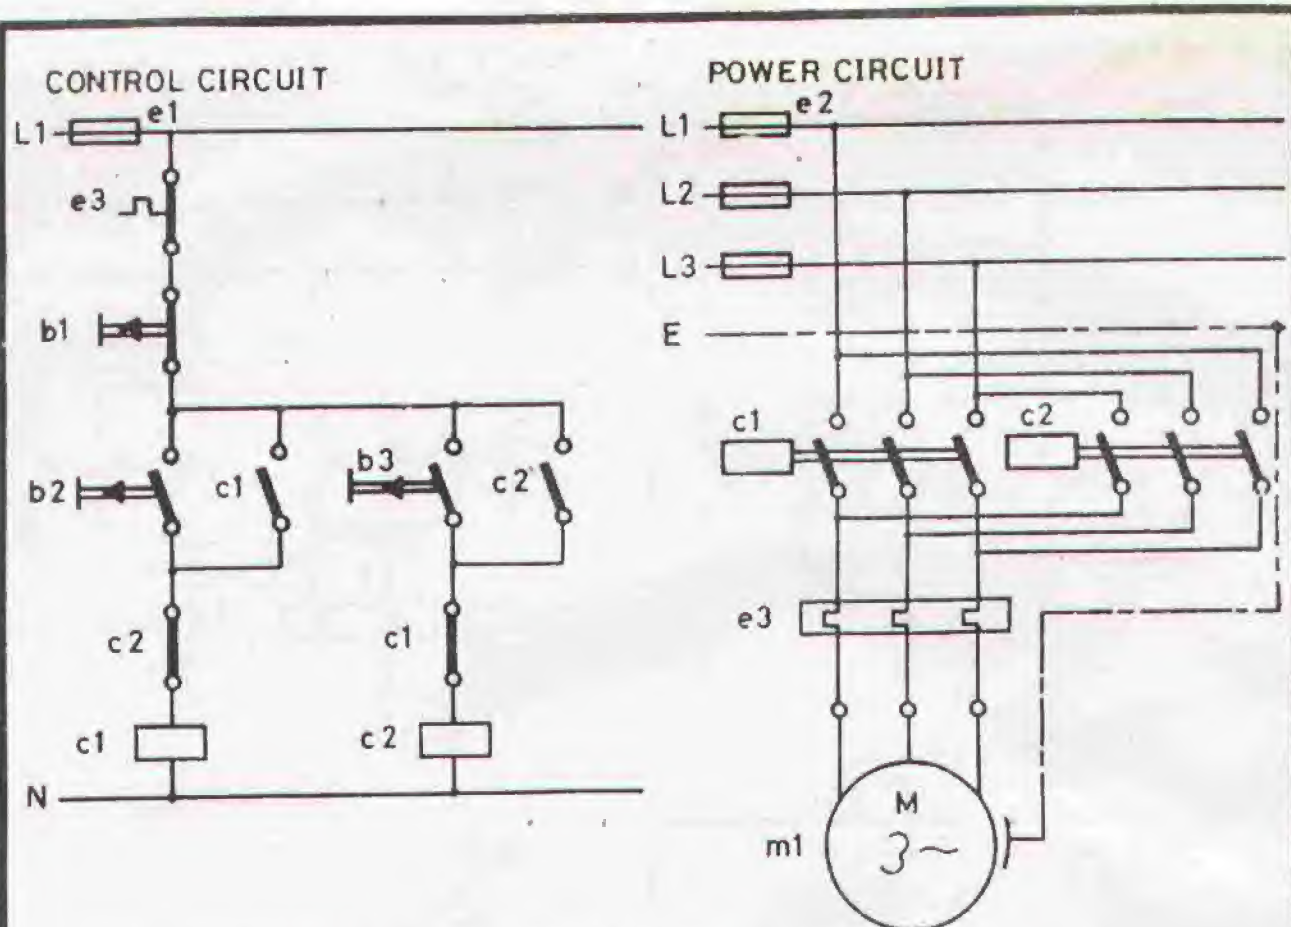 CONTROL CIRCUIT
L1 e1
e3
b1
b2 c1 b3 c2
c2 c1
c1 c2
N
POWER CIRCUIT
L1 e2
L2
L3
E
c1 c2
e3
M
3~
m1